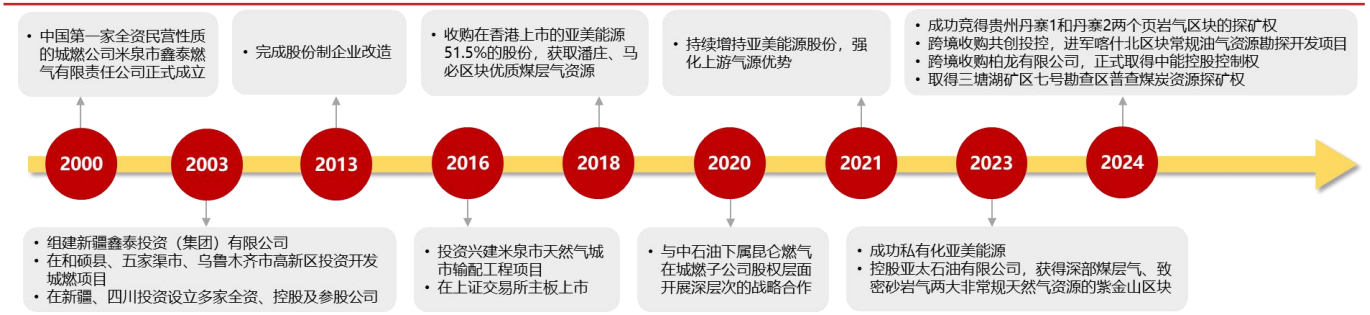 • 中国第一家全资民营性质
的城燃公司米泉市鑫泰燃
气有限责任公司正式成立
• 完成股份制企业改造
• 收购在香港上市的亚美能源
51.5%的股份，获取潘庄、马
必区块优质煤层气资源
• 持续增持亚美能源股份，强
化上游气源优势
• 成功竞得贵州丹寨1和丹寨2两个页岩气区块的探矿权
• 跨境收购共创投控，进军喀什北区块常规油气资源勘探开发项目
• 跨境收购柏龙有限公司，正式取得中能控股控制权
• 取得三塘湖矿区七号勘查区普查煤炭资源探矿权
2000
2003
2013
2016
2018
2020
2021
2023
2024
• 组建新疆鑫泰投资（集团）有限公司
• 在和硕县、五家渠市、乌鲁木齐市高新区投资开发
城燃项目
• 在新疆、四川投资设立多家全资、控股及参股公司
• 投资兴建米泉市天然气城
市输配工程项目
• 在上证交易所主板上市
• 与中石油下属昆仑燃气
在城燃子公司股权层面
开展深层次的战略合作
• 成功私有化亚美能源
• 控股亚太石油有限公司，获得深部煤层气、致
密砂岩气两大非常规天然气资源的紫金山区块